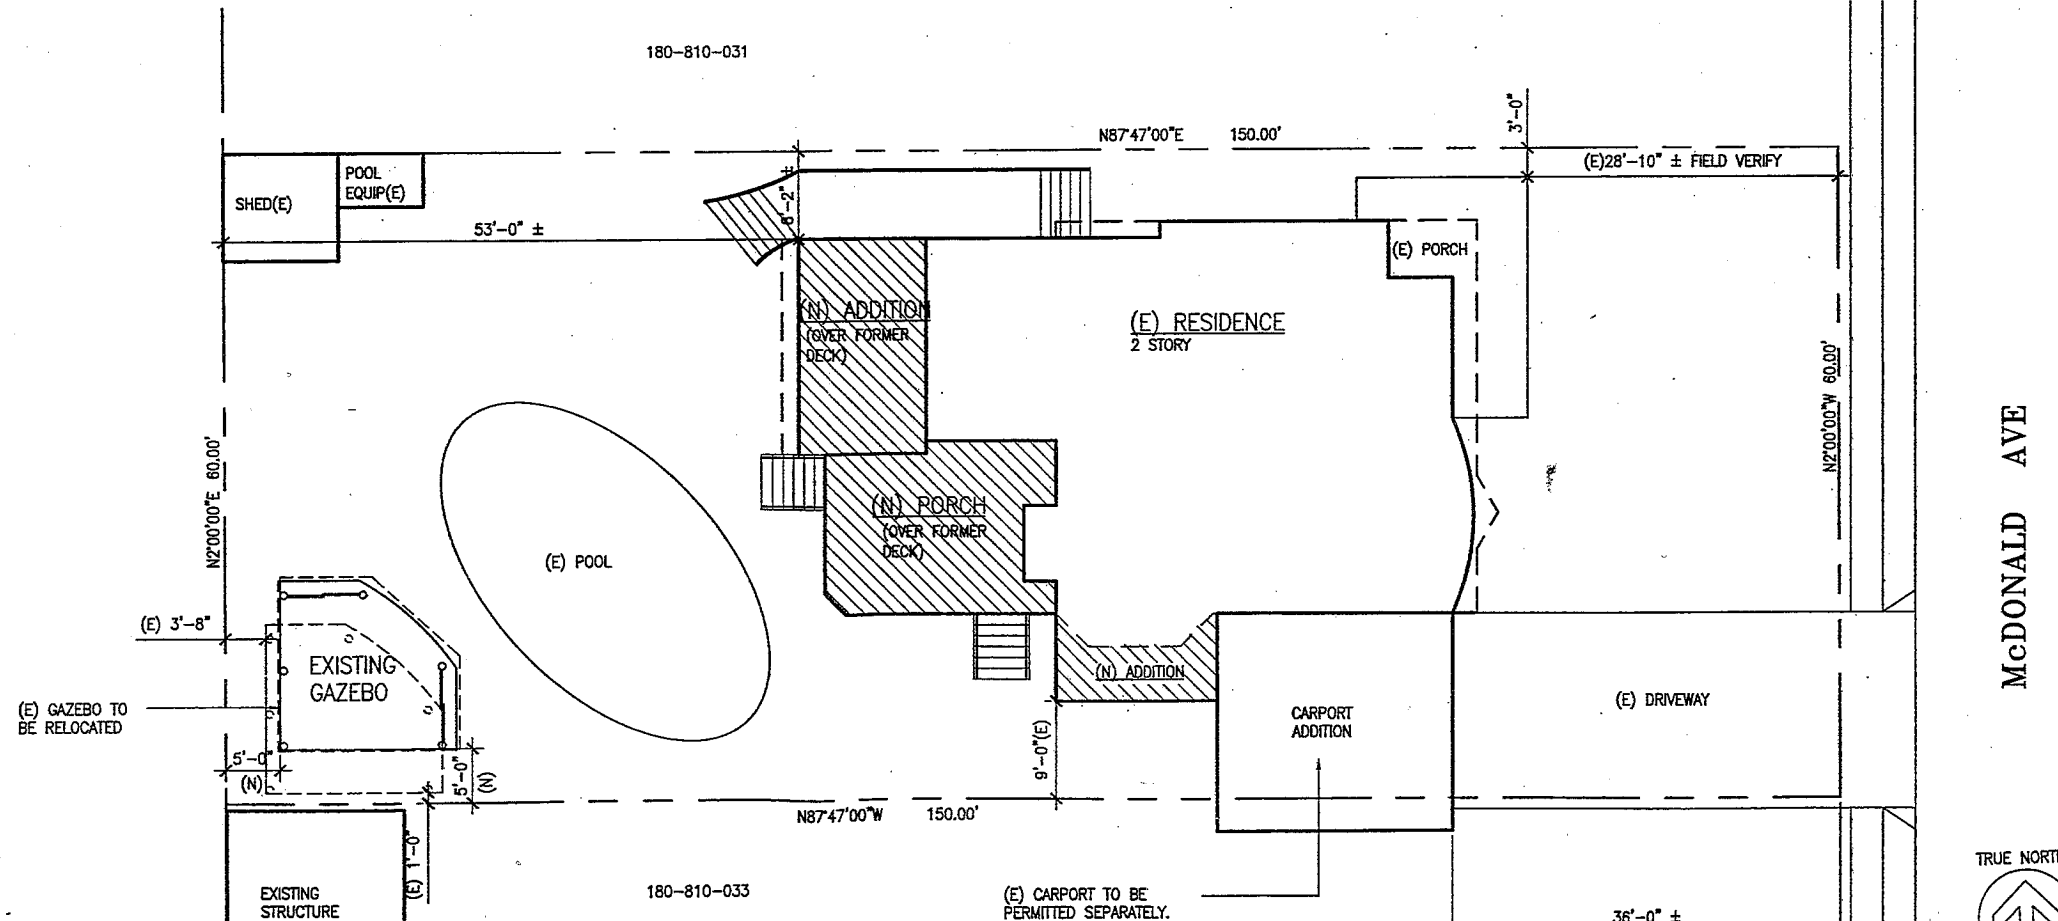 180-810-031
N87°47'00"E 150.00'
3'-0"
(E)28'-10" ± FIELD VERIFY
POOL
EQUIP(E)
SHED(E)
53'-0" ±
(E) PORCH
(N) ADDITION
(OVER FORMER
DECK)
(E) RESIDENCE
2 STORY
N2°00'00"W 60.00'
McDONALD AVE
N2°00'00"E 60.00'
(N) PORCH
(OVER FORMER
DECK)
(E) POOL
(E) 3'-8"
EXISTING
GAZEBO
(N) ADDITION
(E) DRIVEWAY
(E) GAZEBO TO
BE RELOCATED
CARPORT
ADDITION
9'-0"(E)
5'-0"
(N)
5'-0"
(N)
N87°47'00"W 150.00'
(E) 1'-0"
TRUE NORTH
EXISTING
STRUCTURE
180-810-033
(E) CARPORT TO BE
PERMITTED SEPARATELY.
36'-0" ±